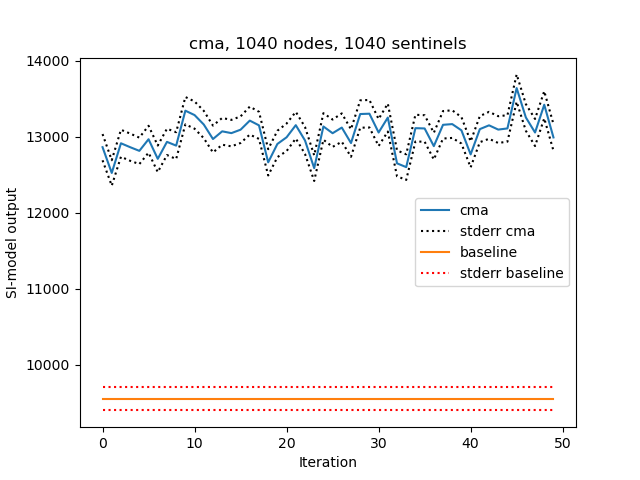 cma, 1040 nodes, 1040 sentinels
14000
13000
12000
11000
10000
SI-model output
cma
stderr cma
baseline
stderr baseline
0 10 20 30 40 50
Iteration